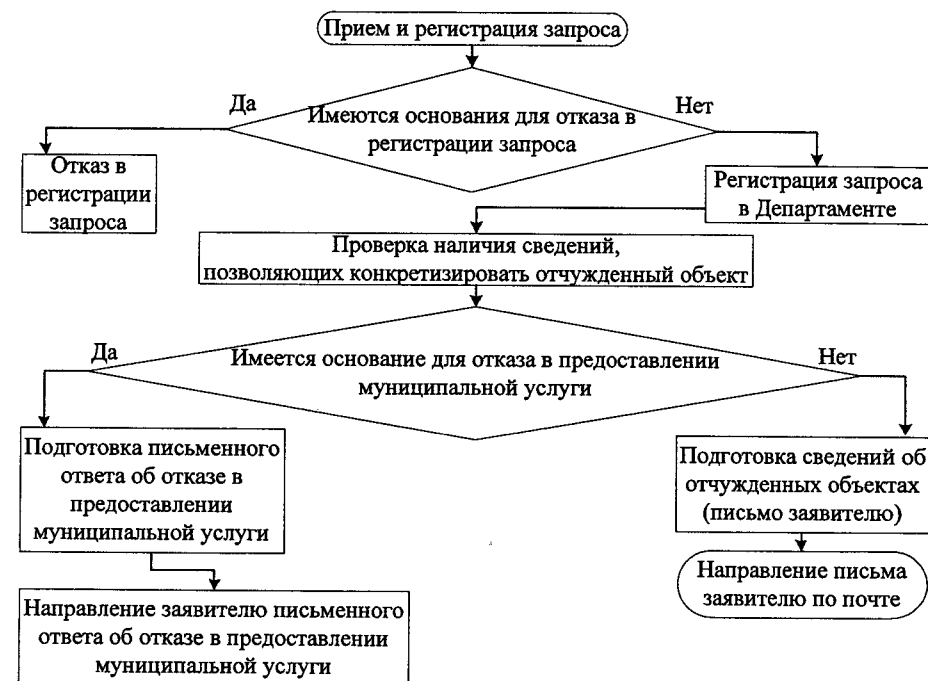 Прием и регистрация запроса
Да
Нет
Имеются основания для отказа в
регистрации запроса
Отказ в
регистрации
запроса
Регистрация запроса
в Департаменте
Проверка наличия сведений,
позволяющих конкретизировать отчужденный объект
Да
Нет
Имеется основание для отказа в предоставлении
муниципальной услуги
Подготовка письменного
ответа об отказе в
предоставлении
муниципальной услуги
Подготовка сведений об
отчужденных объектах
(письмо заявителю)
Направление письма
заявителю по почте
Направление заявителю письменного
ответа об отказе в предоставлении
муниципальной услуги